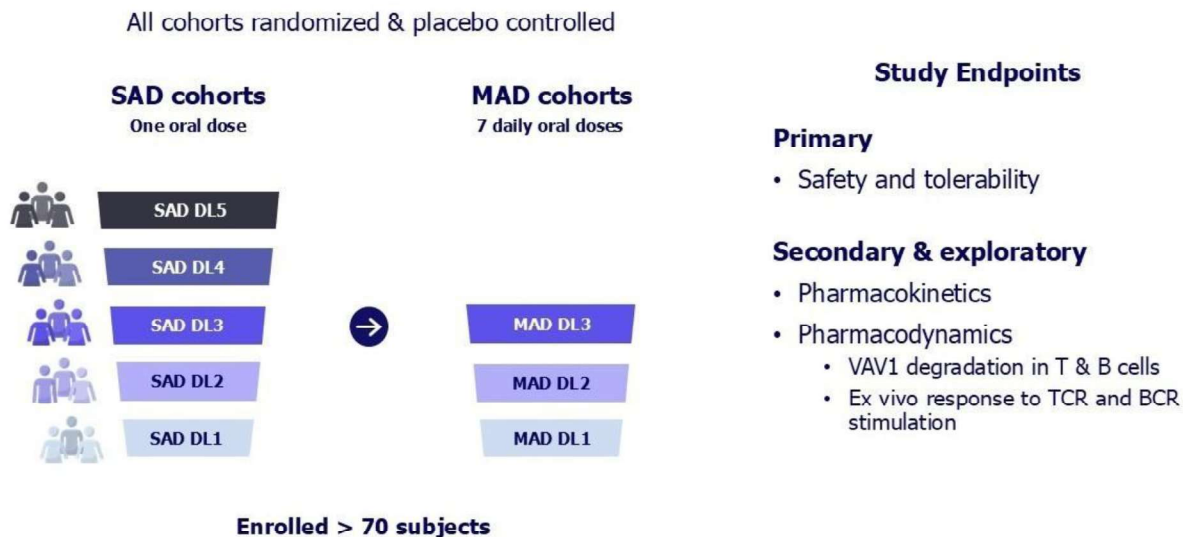 All cohorts randomized & placebo controlled
SAD cohorts
One oral dose
SAD DL5
SAD DL4
SAD DL3
SAD DL2
SAD DL1
MAD cohorts
7 daily oral doses
MAD DL3
MAD DL2
MAD DL1
Enrolled > 70 subjects
Study Endpoints
Primary
• Safety and tolerability
Secondary & exploratory
• Pharmacokinetics
• Pharmacodynamics
• VAV1 degradation in T & B cells
• Ex vivo response to TCR and BCR
stimulation